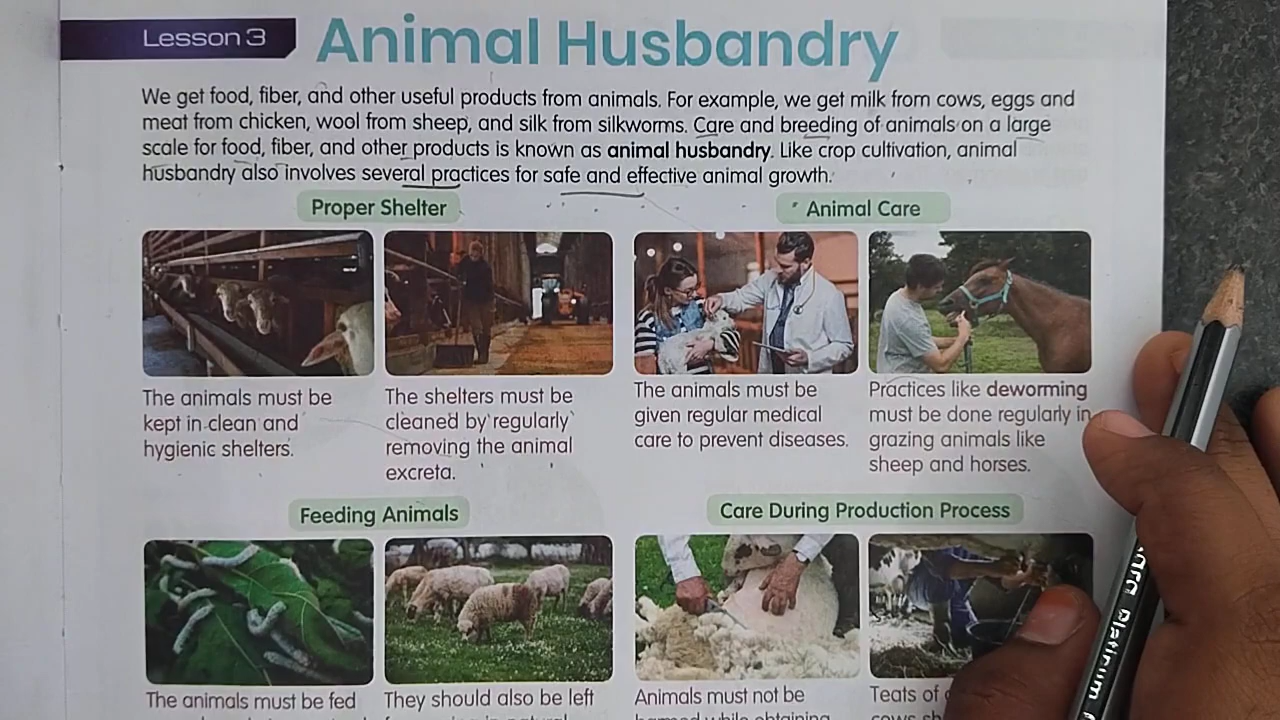 Lesson 3
Animal Husbandry
We get food, fiber, and other useful products from animals. For example, we get milk from cows, eggs and
meat from chicken, wool from sheep, and silk from silkworms. Care and breeding of animals on a large
scale for food, fiber, and other products is known as animal husbandry. Like crop cultivation, animal
husbandry also involves several practices for safe and effective animal growth.
Proper Shelter
The animals must be
kept in clean and
hygienic shelters.
The shelters must be
cleaned by regularly
removing the animal
excreta.
Animal Care
The animals must be
given regular medical
care to prevent diseases.
Practices like deworming
must be done regularly in
grazing animals like
sheep and horses.
Feeding Animals
The animals must be fed
They should also be left
Care During Production Process
Animals must not be
harmed while obtaining
Teats of
cows
Platinum